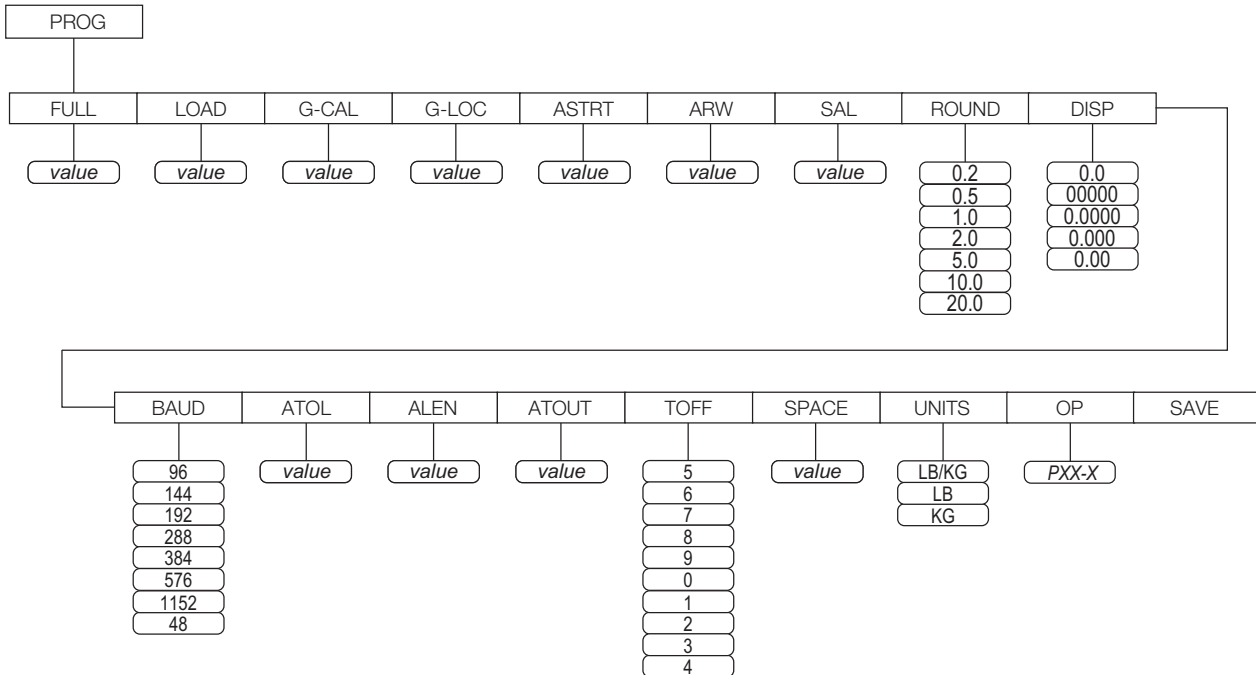 PROG
FULL LOAD G-CAL G-LOC ASTRT ARW SAL ROUND DISP
value value value value value value value 0.2 0.0
0.5 00000
1.0 0.0000
2.0 0.000
5.0 0.00
10.0
20.0
BAUD ATOL ALEN ATOUT TOFF SPACE UNITS OP SAVE
96 value value value 5 value LB/KG PXX-X
144 6 LB
192 7 KG
288 8
384 9
576 0
1152 1
48 2
3
4